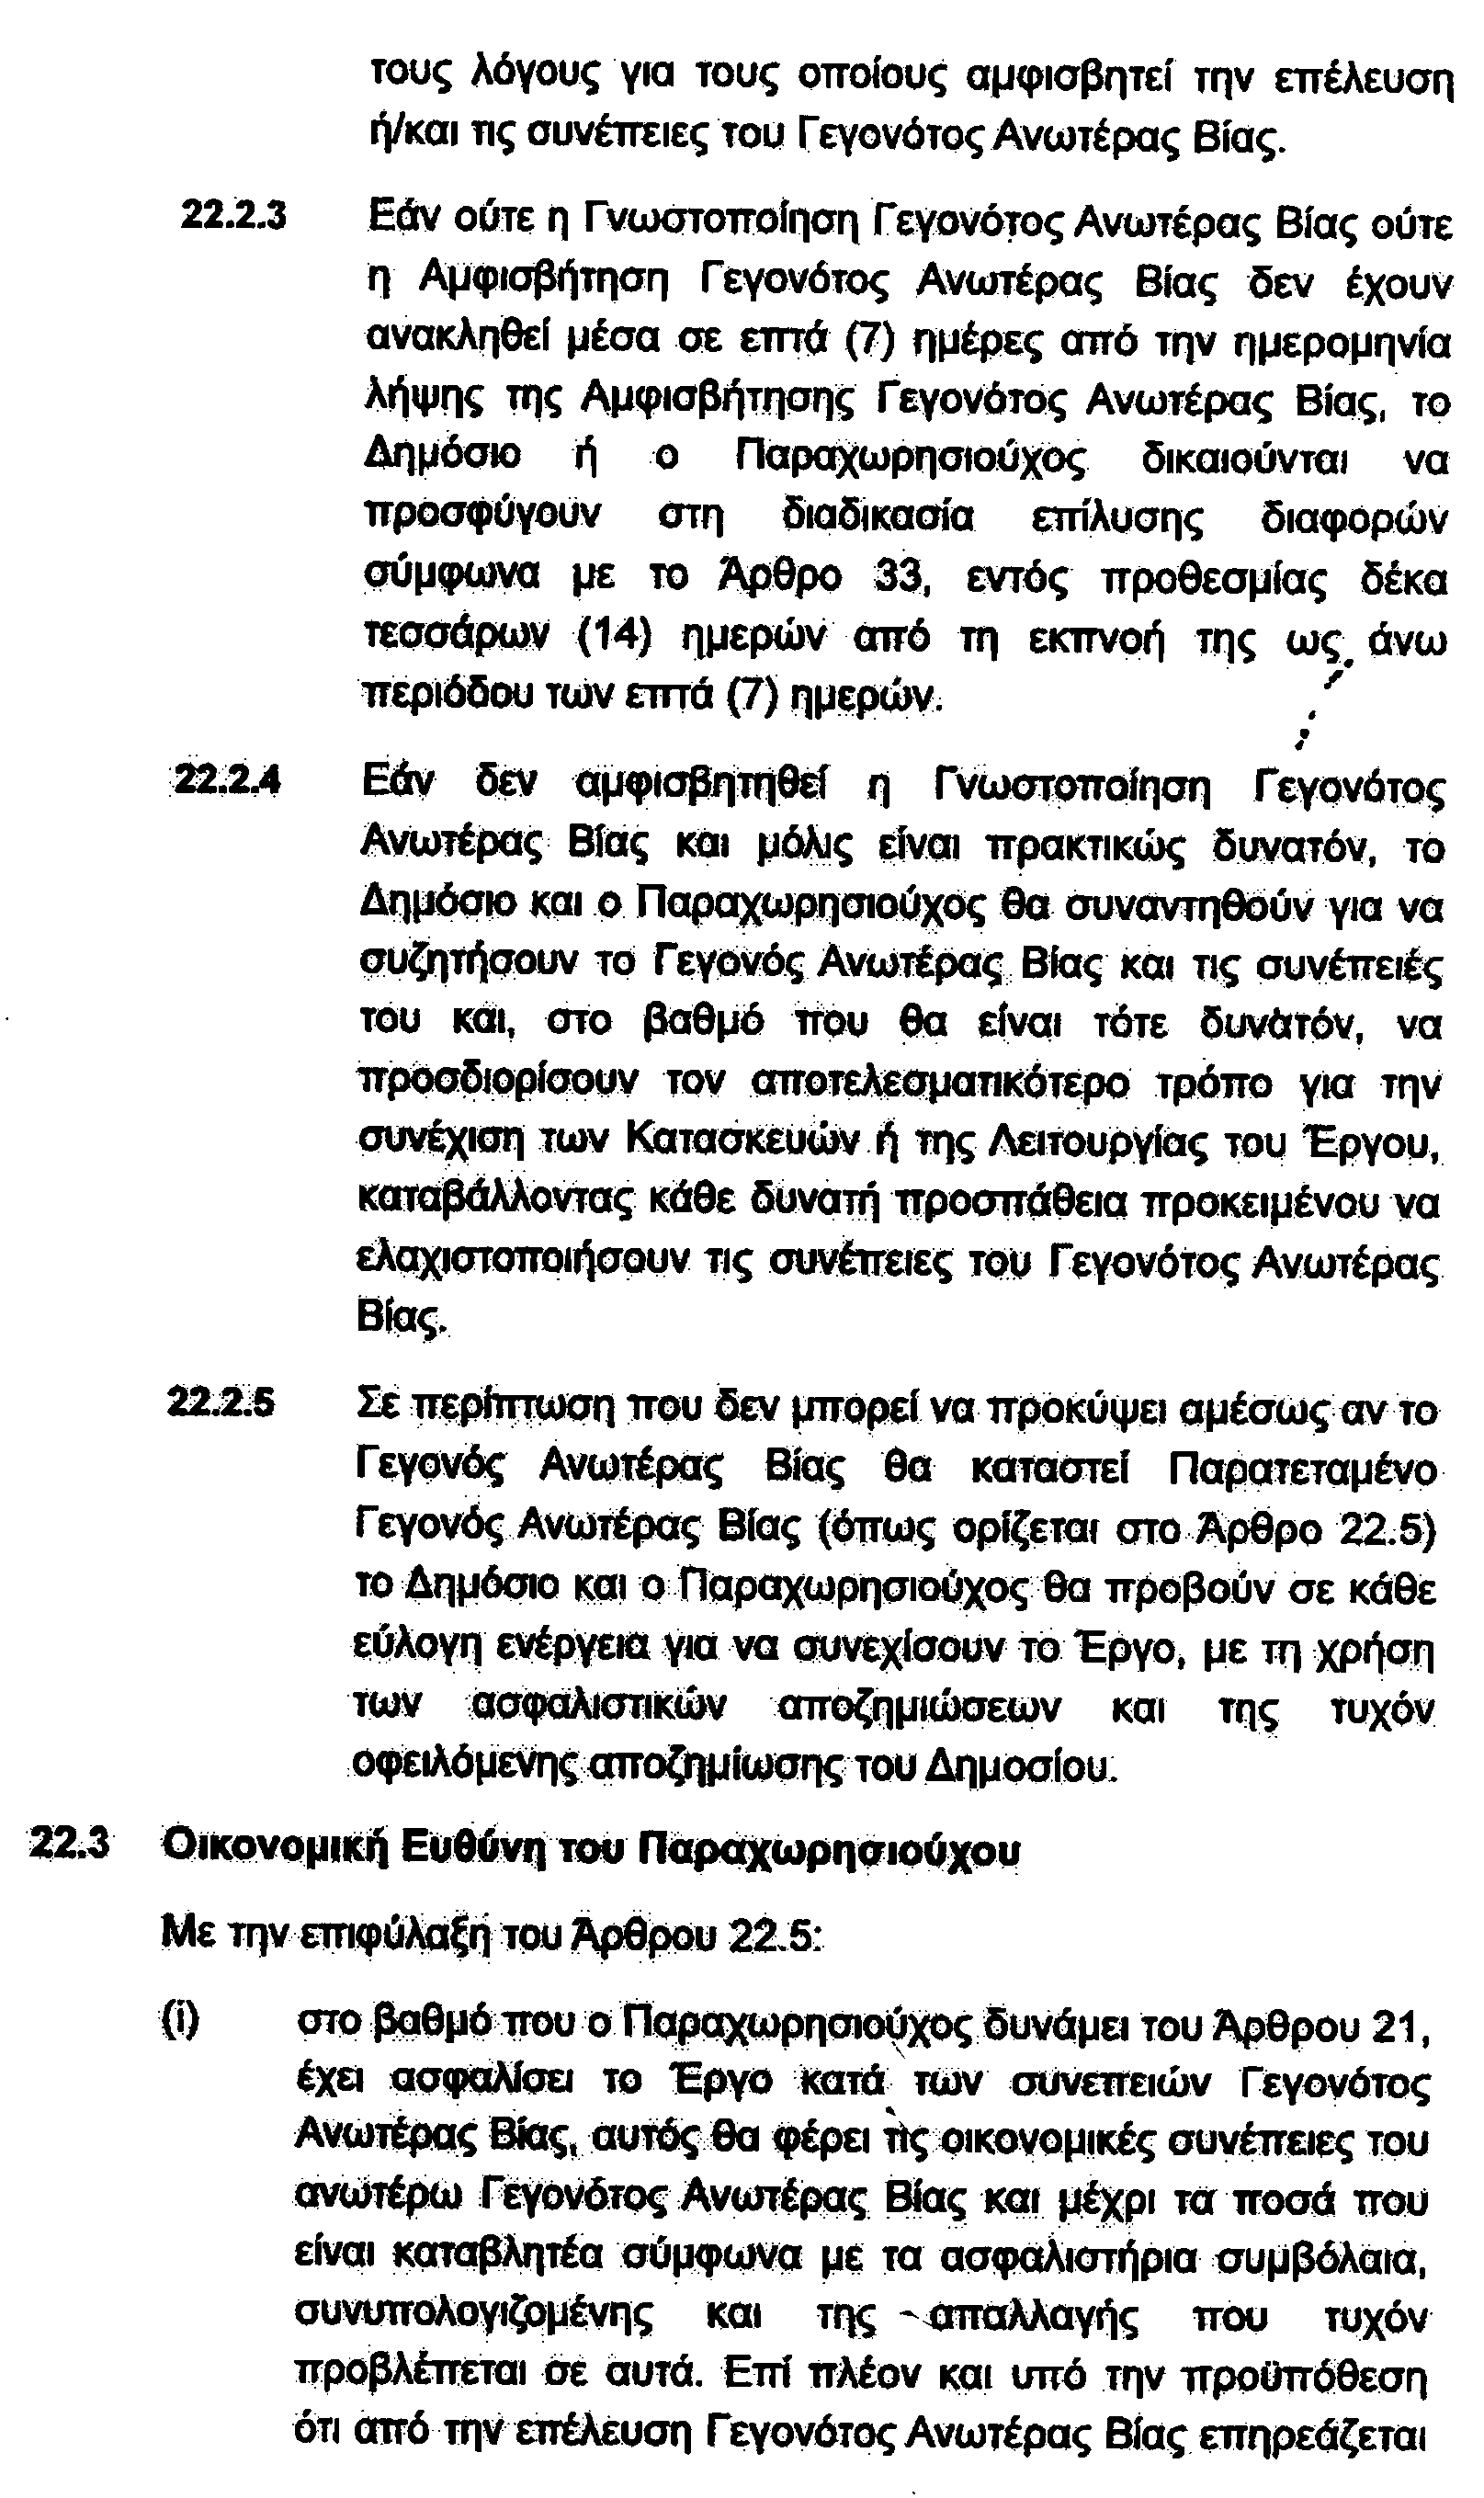 τους λόγους για τους οποίους αμφισβητεί την επέλευση
ή/και τις συνέπειες του Γεγονότος Ανωτέρας Βίας.
22.2.3 Εάν ούτε η Γνωστοποίηση Γεγονότος Ανωτέρας Βίας ούτε
η Αμφισβήτηση Γεγονότος Ανωτέρας Βίας δεν έχουν
ανακληθεί μέσα σε επτά (7) ημέρες από την ημερομηνία
λήψης της Αμφισβήτησης Γεγονότος Ανωτέρας Βίας, το
Δημόσιο ή ο Παραχωρησιούχος δικαιούνται να
προσφύγουν στη διαδικασία επίλυσης διαφορών
σύμφωνα με το Άρθρο 33, εντός προθεσμίας δέκα
τεσσάρων (14) ημερών από τη εκπνοή της ως άνω
περιόδου των επτά (7) ημερών.
22.2.4 Εάν δεν αμφισβητηθεί η Γνωστοποίηση Γεγονότος
Ανωτέρας Βίας και μόλις είναι πρακτικώς δυνατόν, το
Δημόσιο και ο Παραχωρησιούχος θα συναντηθούν για να
συζητήσουν το Γεγονός Ανωτέρας Βίας και τις συνέπειές
του και, στο βαθμό που θα είναι τότε δυνατόν, να
προσδιορίσουν τον αποτελεσματικότερο τρόπο για την
συνέχιση των Κατασκευών ή της Λειτουργίας του Έργου,
καταβάλλοντας κάθε δυνατή προσπάθεια προκειμένου να
ελαχιστοποιήσουν τις συνέπειες του Γεγονότος Ανωτέρας
Βίας.
22.2.5 Σε περίπτωση που δεν μπορεί να προκύψει αμέσως αν το
Γεγονός Ανωτέρας Βίας θα καταστεί Παρατεταμένο
Γεγονός Ανωτέρας Βίας (όπως ορίζεται στο Άρθρο 22.5)
το Δημόσιο και ο Παραχωρησιούχος θα προβούν σε κάθε
εύλογη ενέργεια για να συνεχίσουν το Έργο, με τη χρήση
των ασφαλιστικών αποζημιώσεων και της τυχόν
οφειλόμενης αποζημίωσης του Δημοσίου.
22.3 Οικονομική Ευθύνη του Παραχωρησιούχου
Με την επιφύλαξη του Άρθρου 22.5:
(i) στο βαθμό που ο Παραχωρησιούχος δυνάμει του Άρθρου 21,
έχει ασφαλίσει το Έργο κατά των συνεπειών Γεγονότος
Ανωτέρας Βίας, αυτός θα φέρει τις οικονομικές συνέπειες του
ανωτέρω Γεγονότος Ανωτέρας Βίας και μέχρι τα ποσά που
είναι καταβλητέα σύμφωνα με τα ασφαλιστήρια συμβόλαια,
συνυπολογιζομένης και της απαλλαγής που τυχόν
προβλέπεται σε αυτά. Επί πλέον και υπό την προϋπόθεση
ότι από την επέλευση Γεγονότος Ανωτέρας Βίας επηρεάζεται